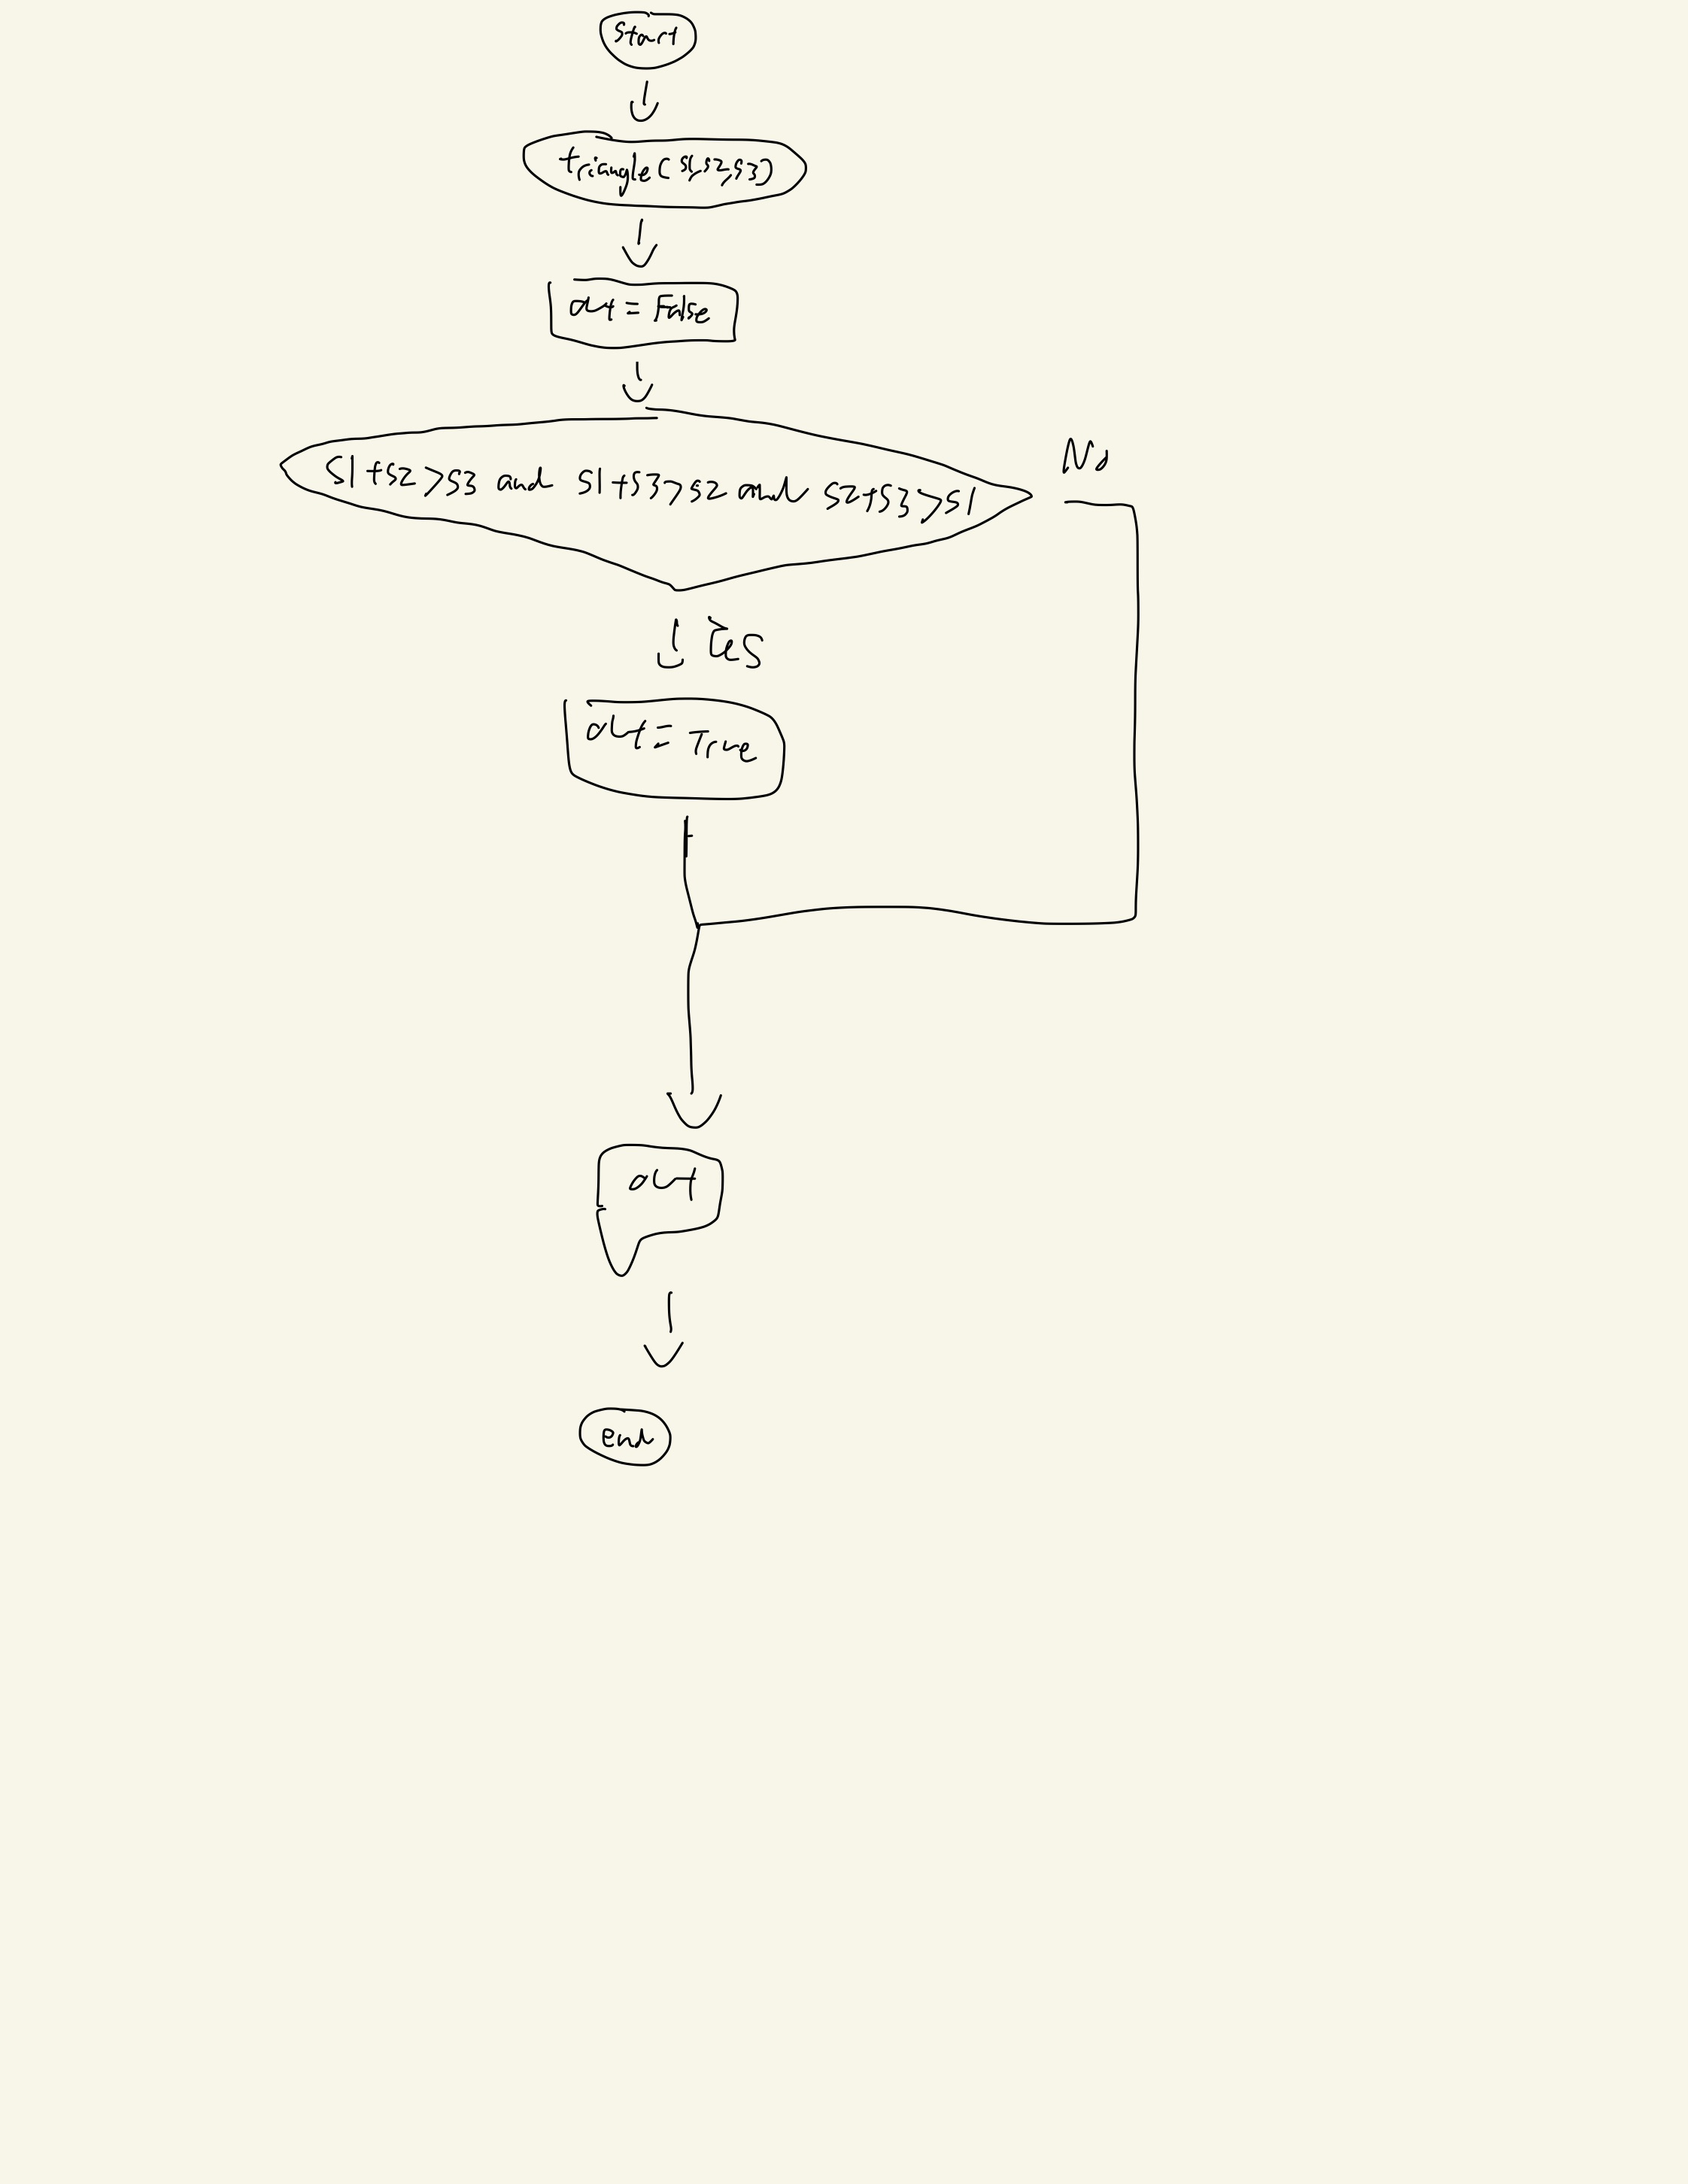 start
triangle(s1,s2,s3)
out = False
s1+s2>s3 and s1+s3>s2 and s2+s3>s1
No
Yes
out = True
out
end